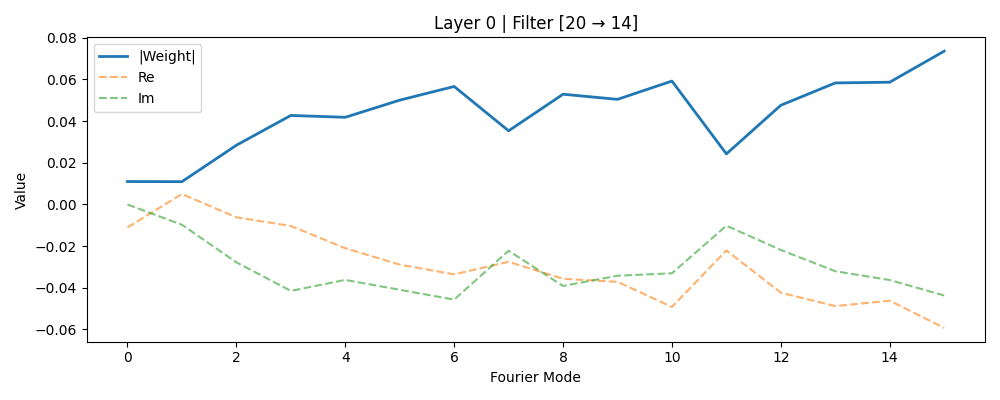 Layer 0 | Filter [20 → 14]
|Weight|
Re
Im
Value
0.08
0.06
0.04
0.02
0.00
−0.02
−0.04
−0.06
0 2 4 6 8 10 12 14
Fourier Mode